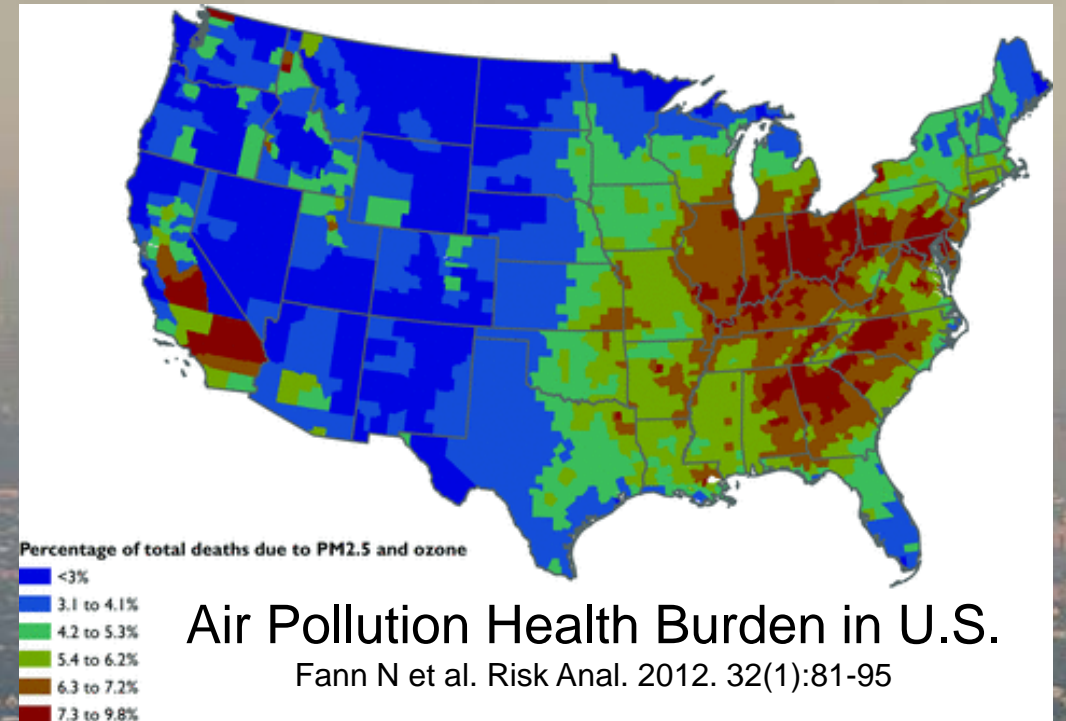 Percentage of total deaths due to PM2.5 and ozone
<3%
3.1 to 4.1%
4.2 to 5.3%
5.4 to 6.2%
6.3 to 7.2%
7.3 to 9.8%
Air Pollution Health Burden in U.S.
Fann N et al. Risk Anal. 2012. 32(1):81-95